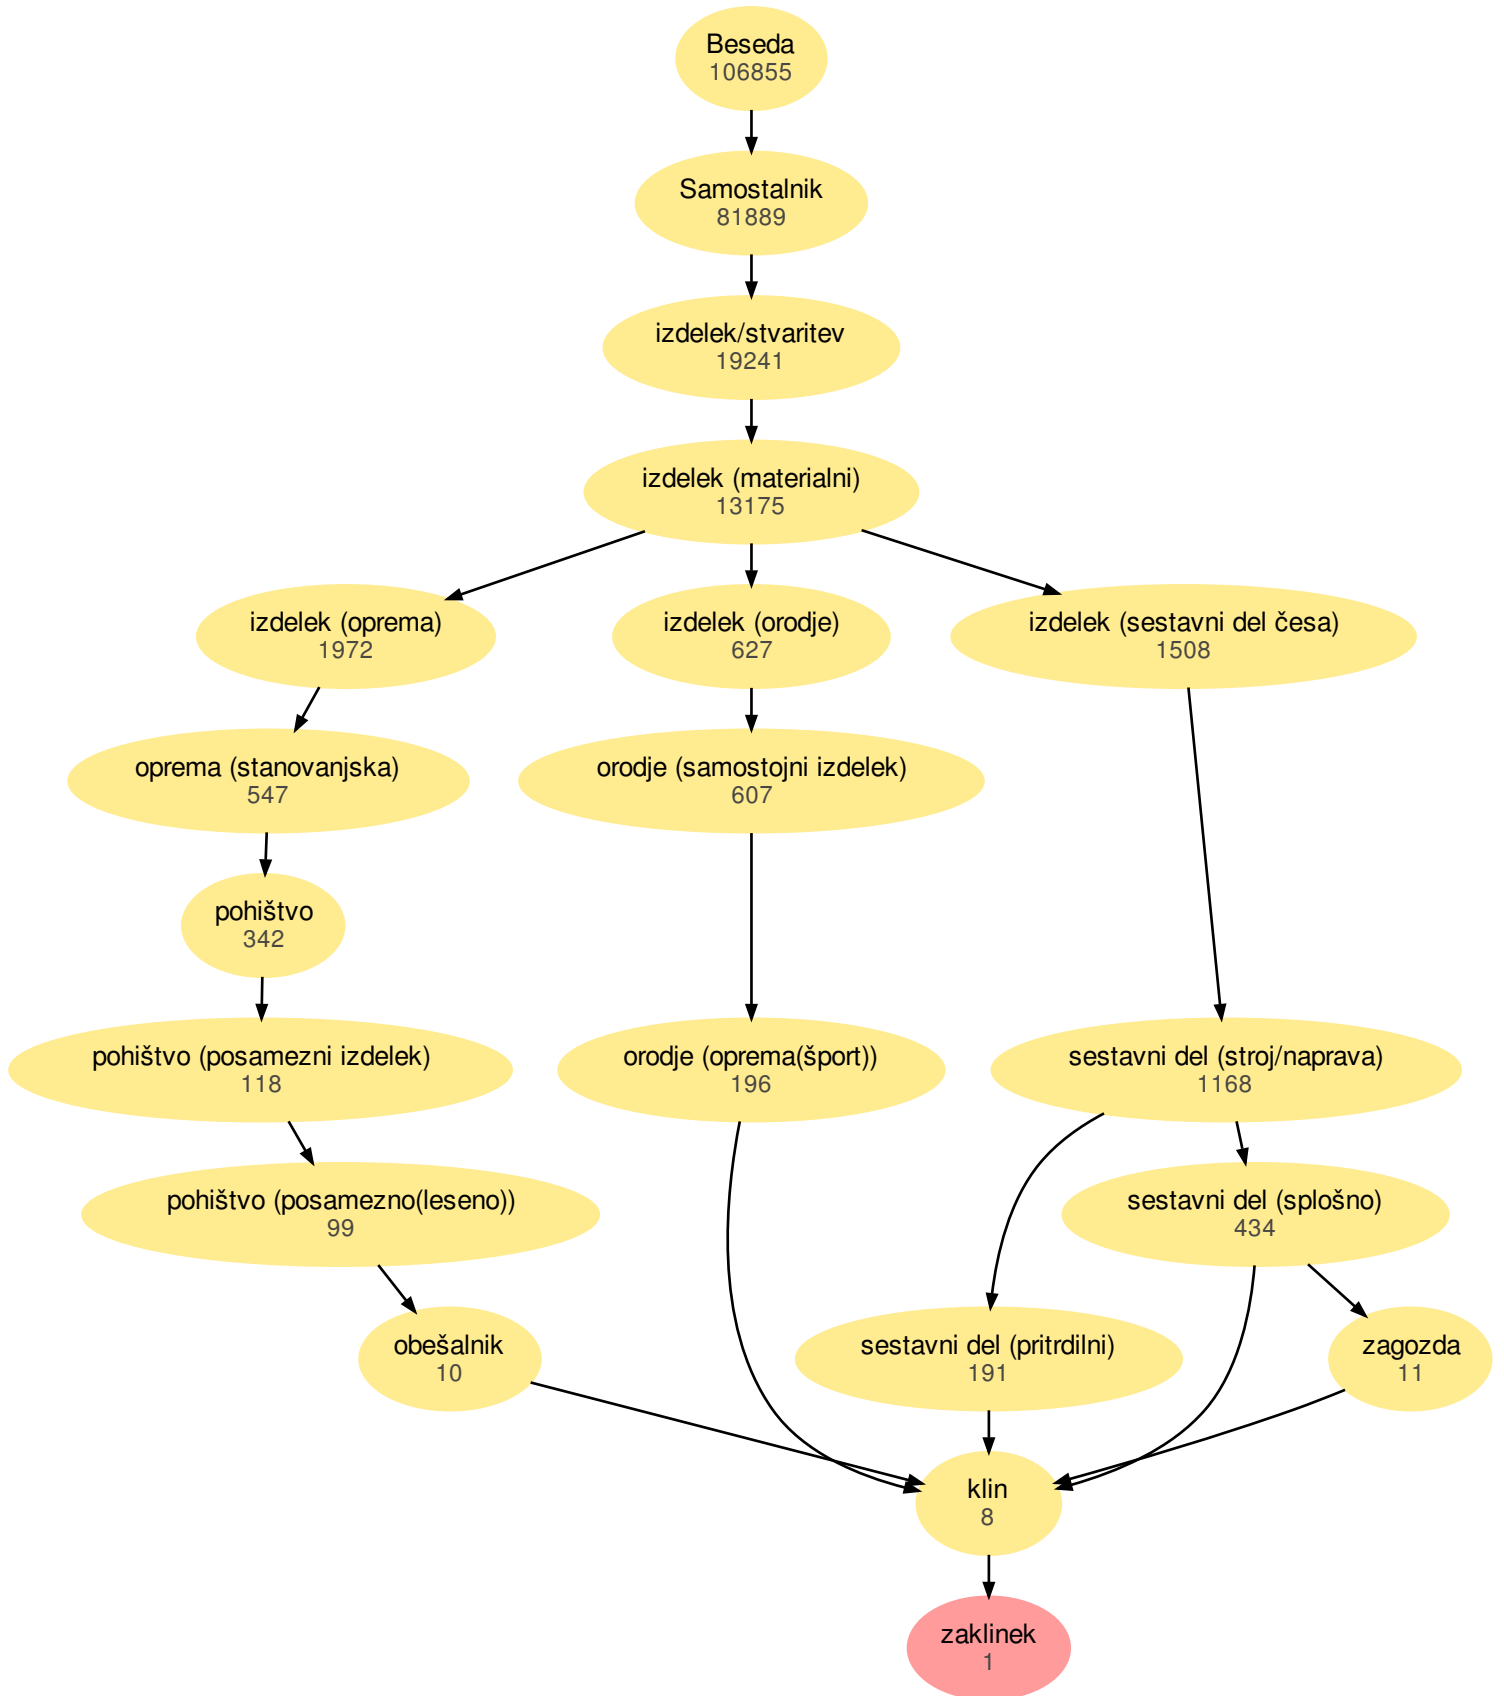 Beseda
106855
Samostalnik
81889
izdelek/stvaritev
19241
izdelek (materialni)
13175
izdelek (oprema)
1972
izdelek (orodje)
627
izdelek (sestavni del česa)
1508
oprema (stanovanjska)
547
orodje (samostojni izdelek)
607
pohištvo
342
pohištvo (posamezni izdelek)
118
orodje (oprema(šport))
196
sestavni del (stroj/naprava)
1168
pohištvo (posamezno(leseno))
99
sestavni del (splošno)
434
obešalnik
10
sestavni del (pritrdilni)
191
zagozda
11
klin
8
zaklinek
1